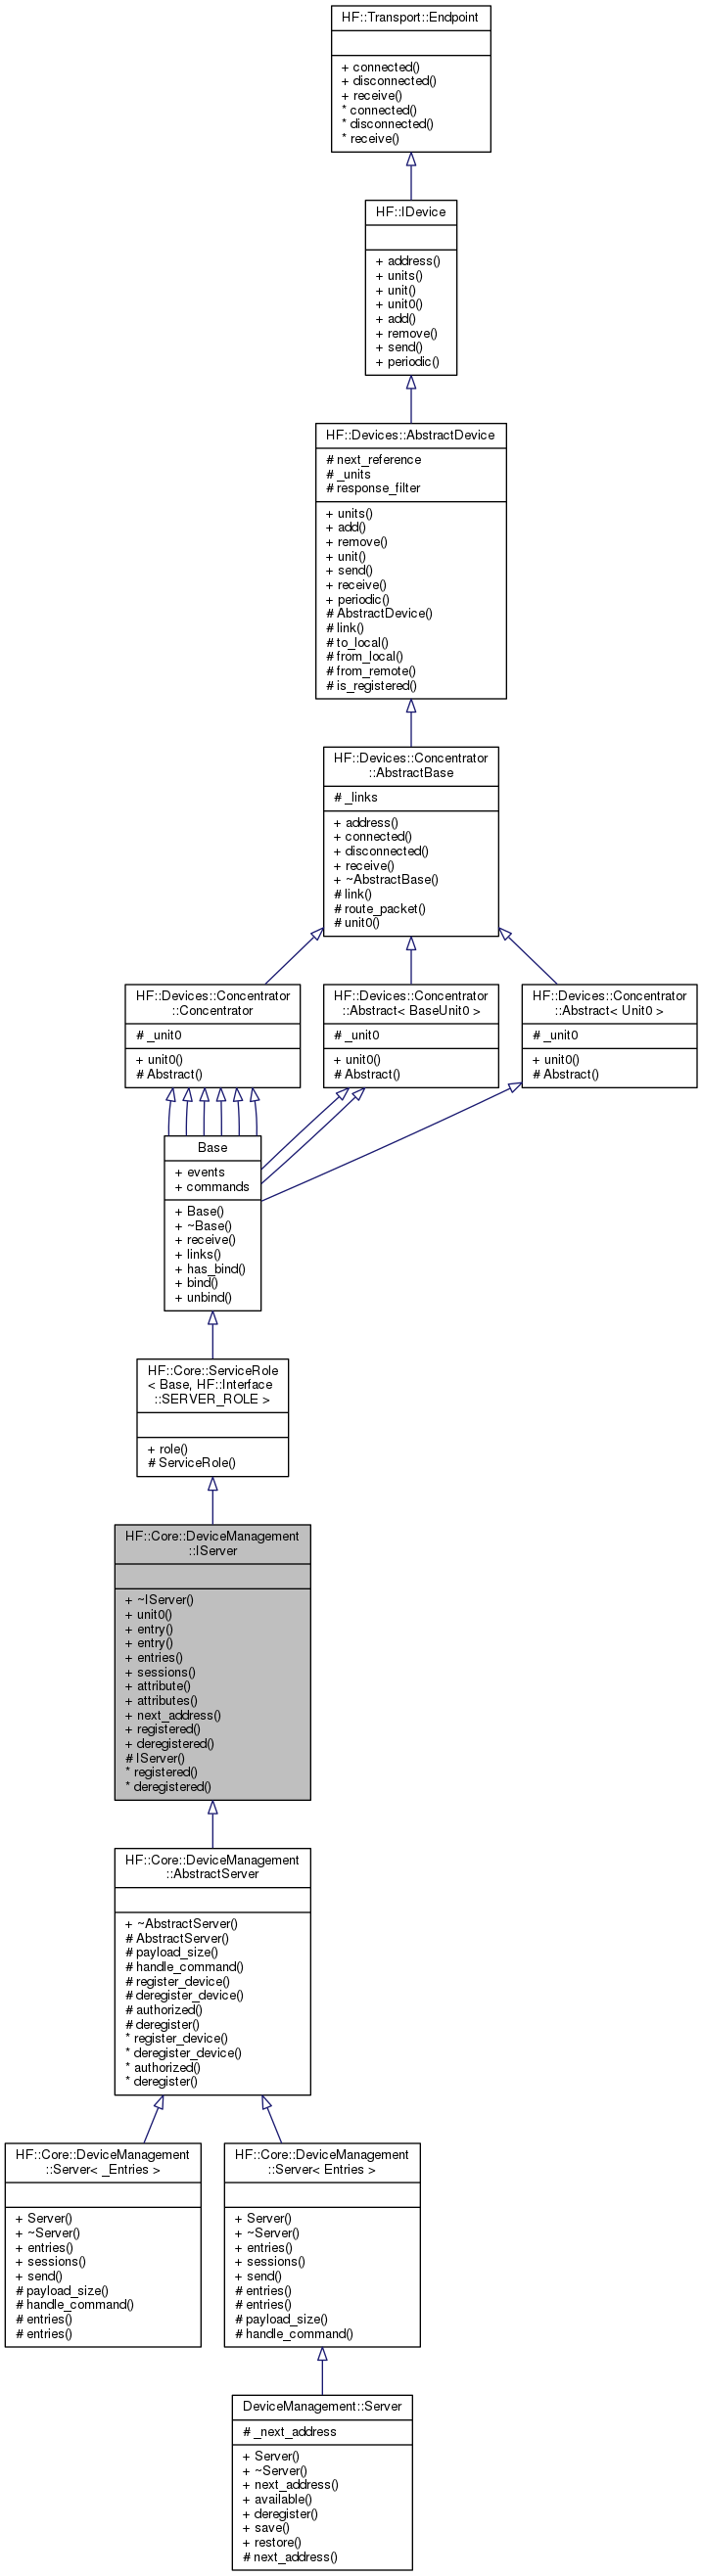 HF::Transport::Endpoint
+ connected()
+ disconnected()
+ receive()
* connected()
* disconnected()
* receive()
HF::IDevice
+ address()
+ units()
+ unit()
+ unit0()
+ add()
+ remove()
+ send()
+ periodic()
HF::Devices::AbstractDevice
# next_reference
# _units
# response_filter
+ units()
+ add()
+ remove()
+ unit()
+ send()
+ receive()
+ periodic()
# AbstractDevice()
# link()
# to_local()
# from_local()
# from_remote()
# is_registered()
HF::Devices::Concentrator
::AbstractBase
# _links
+ address()
+ connected()
+ disconnected()
+ receive()
+ ~AbstractBase()
# link()
# route_packet()
# unit0()
HF::Devices::Concentrator
::Concentrator
# _unit0
+ unit0()
# Abstract()
HF::Devices::Concentrator
::Abstract< BaseUnit0 >
# _unit0
+ unit0()
# Abstract()
HF::Devices::Concentrator
::Abstract< Unit0 >
# _unit0
+ unit0()
# Abstract()
Base
+ events
+ commands
+ Base()
+ ~Base()
+ receive()
+ links()
+ has_bind()
+ bind()
+ unbind()
HF::Core::ServiceRole
< Base, HF::Interface
::SERVER_ROLE >
+ role()
# ServiceRole()
HF::Core::DeviceManagement
::IServer
+ ~IServer()
+ unit0()
+ entry()
+ entry()
+ entries()
+ sessions()
+ attribute()
+ attributes()
+ next_address()
+ registered()
+ deregistered()
# IServer()
* registered()
* deregistered()
HF::Core::DeviceManagement
::AbstractServer
+ ~AbstractServer()
# AbstractServer()
# payload_size()
# handle_command()
# register_device()
# deregister_device()
# authorized()
# deregister()
* register_device()
* deregister_device()
* authorized()
* deregister()
HF::Core::DeviceManagement
::Server< _Entries >
+ Server()
+ ~Server()
+ entries()
+ sessions()
+ send()
# payload_size()
# handle_command()
# entries()
# entries()
HF::Core::DeviceManagement
::Server< Entries >
+ Server()
+ ~Server()
+ entries()
+ sessions()
+ send()
# entries()
# entries()
# payload_size()
# handle_command()
DeviceManagement::Server
# _next_address
+ Server()
+ ~Server()
+ next_address()
+ available()
+ deregister()
+ save()
+ restore()
# next_address()